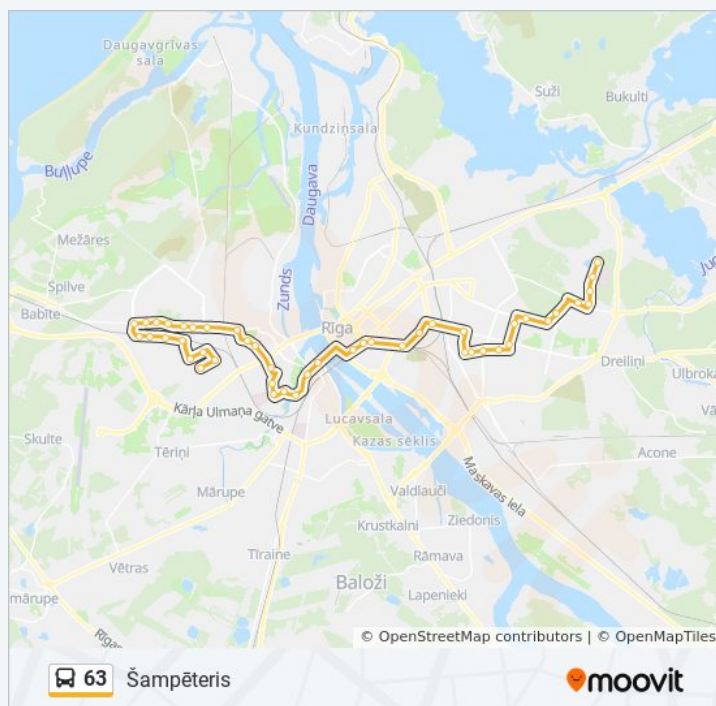 Daugavgrīvas
sala
Suži
Bukulti
Kundziņsala
Buļļupe
Daugava
Mežāres
Spilve
Zunds
Babīte
Rīga
Dreiliņi
Ulbroka
Kārļa Ulmaņa gatve
Lucavsala
Skulte
Kazas sēklis
Tēriņi
Acone
Maskavas iela
Mārupe
Valdlauči
Ziedonis
Krustkalni
Tīraine
Rāmava
Vētras
Baloži
Lapenieki
mārupe
Rīgas
© OpenStreetMap contributors | © OpenMapTiles
63 Šampēteris
moovit